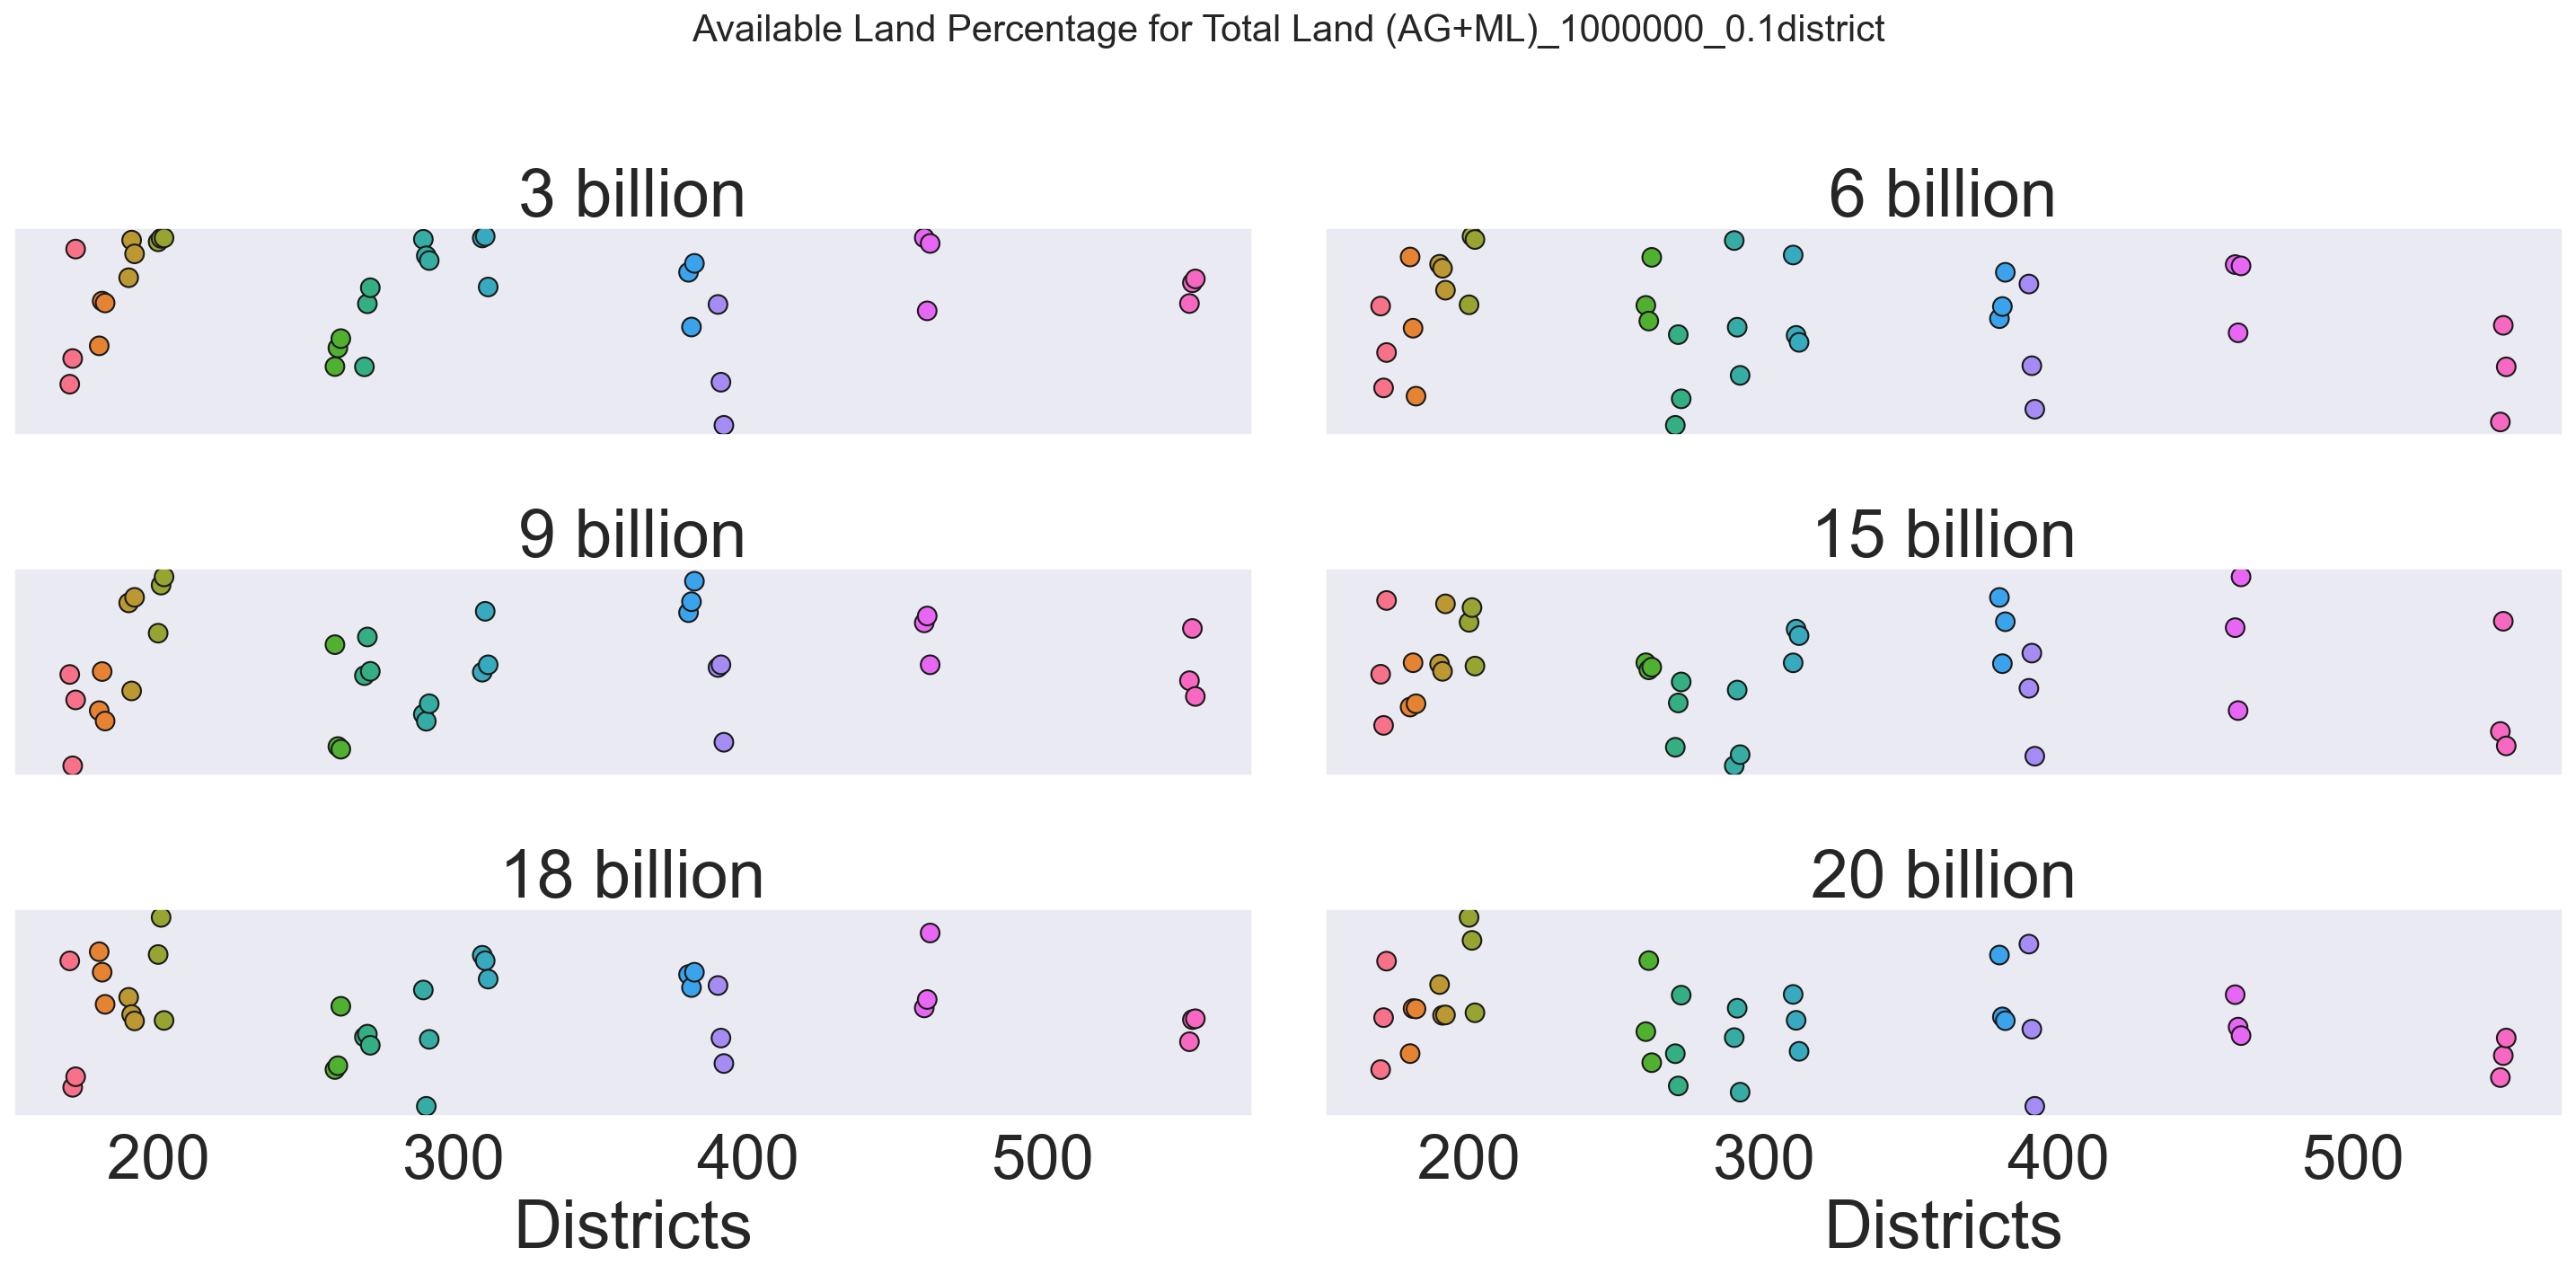 Available Land Percentage for Total Land (AG+ML)_1000000_0.1district
3 billion
6 billion
9 billion
15 billion
18 billion
20 billion
200 300 400 500
200 300 400 500
Districts
Districts